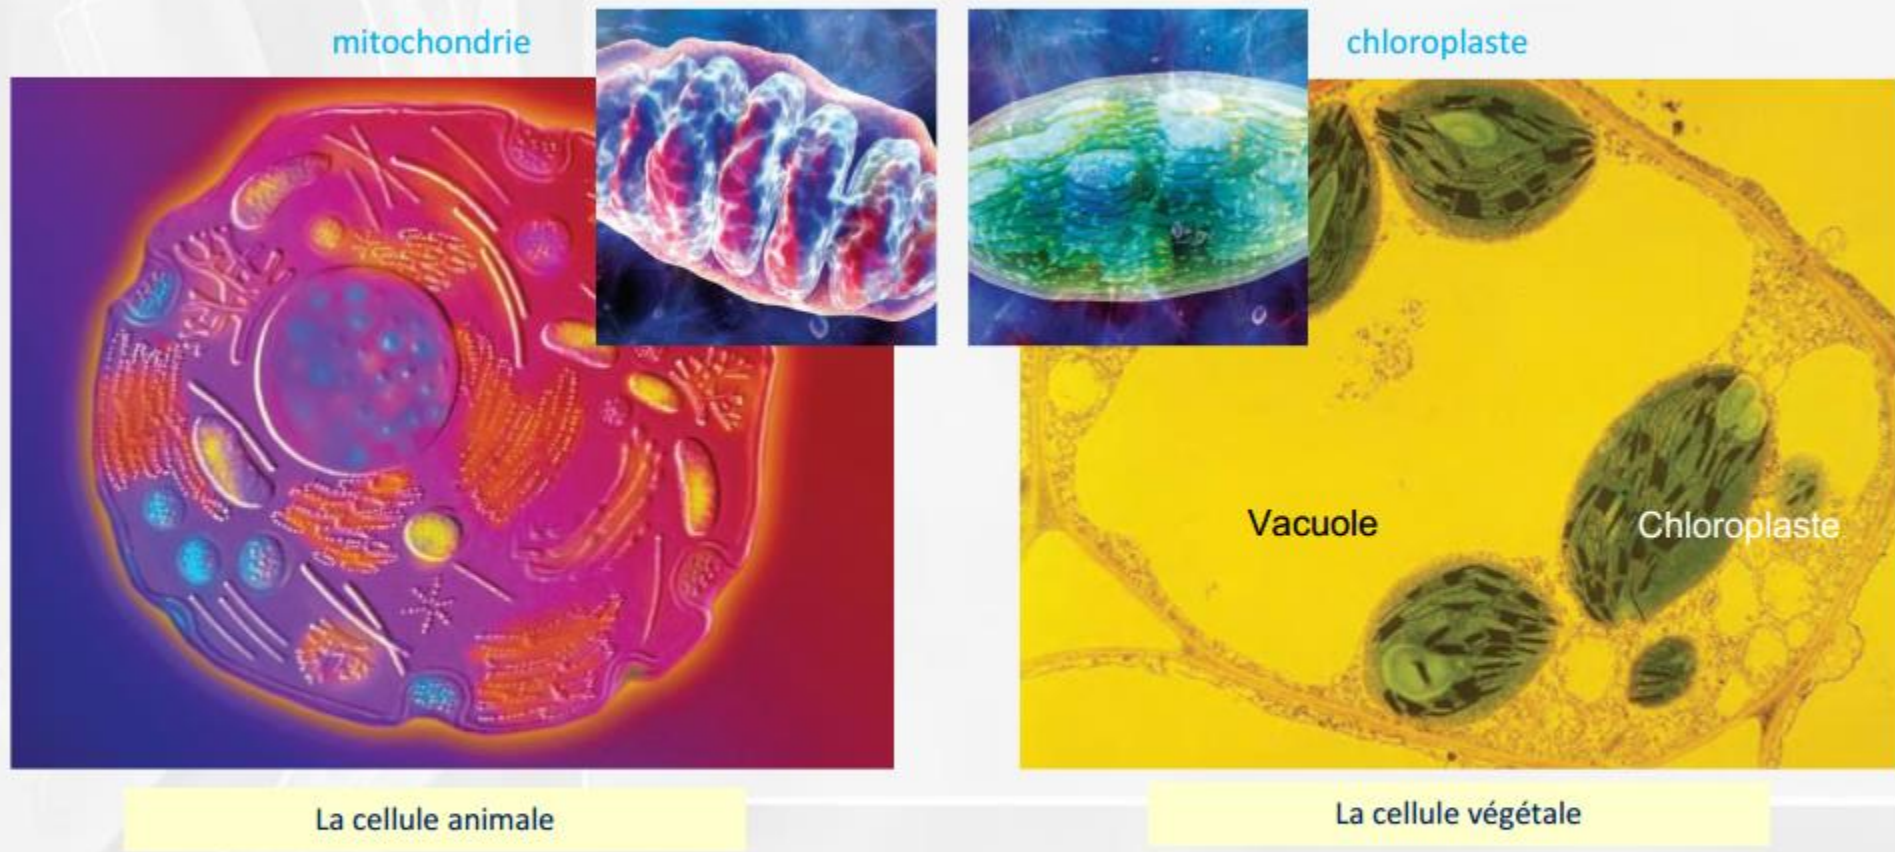 mitochondrie
chloroplaste
Vacuole
Chloroplaste
La cellule animale
La cellule végétale